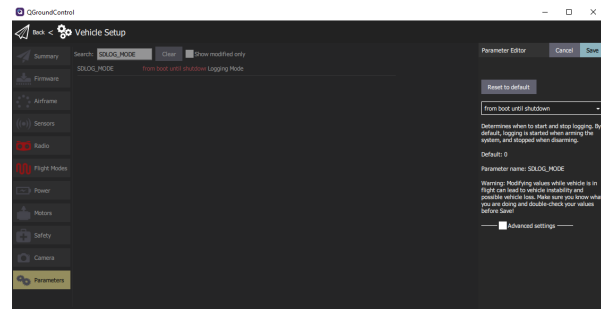 QGroundControl
Back < Vehicle Setup
Summary
Firmware
Airframe
Sensors
Radio
Flight Modes
Power
Motors
Safety
Camera
Parameters
Search: SDLOG_MODE Clear Show modified only
SDLOG_MODE from boot until shutdown Logging Mode
Parameter Editor Cancel Save
Reset to default
from boot until shutdown
Determines when to start and stop logging. By
default, logging is started when arming the
system, and stopped when disarming.
Default: 0
Parameter name: SDLOG_MODE
Warning: Modifying values while vehicle is in
flight can lead to vehicle instability and
possible vehicle loss. Make sure you know wha
you are doing and double-check your values
before Save!
Advanced settings